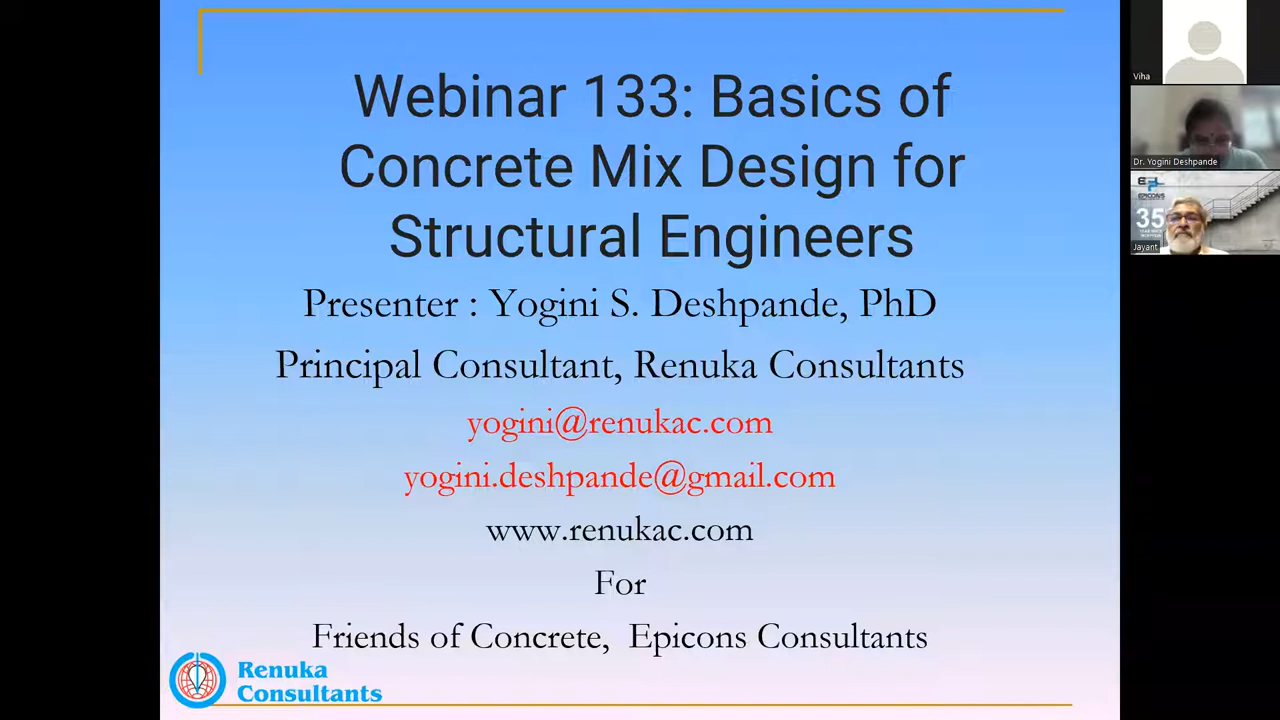 Webinar 133: Basics of
Concrete Mix Design for
Structural Engineers
Presenter : Yogini S. Deshpande, PhD
Principal Consultant, Renuka Consultants
yogini@renukac.com
yogini.deshpande@gmail.com
www.renukac.com
For
Friends of Concrete, Epicons Consultants
Renuka
Consultants
Viha
Dr. Yogini Deshpande
EPICONS
35
Jayant